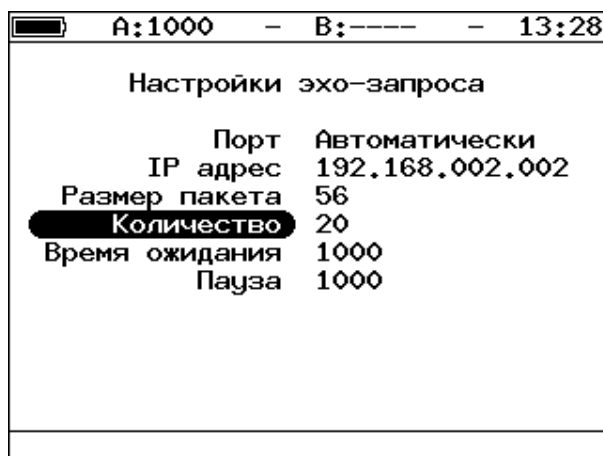 A:1000 – B:---- – 13:28
Настройки эхо-запроса
Порт Автоматически
IP адрес 192.168.002.002
Размер пакета 56
Количество 20
Время ожидания 1000
Пауза 1000